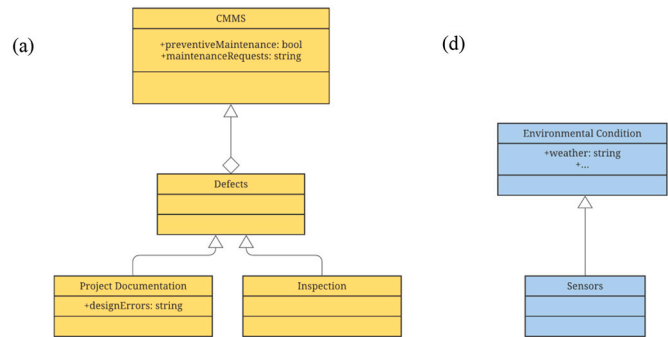 (a)
CMMS
+preventiveMaintenance: bool
+maintenanceRequests: string
Defects
Project Documentation
+designErrors: string
Inspection
(d)
Environmental Condition
+weather: string
+...
Sensors